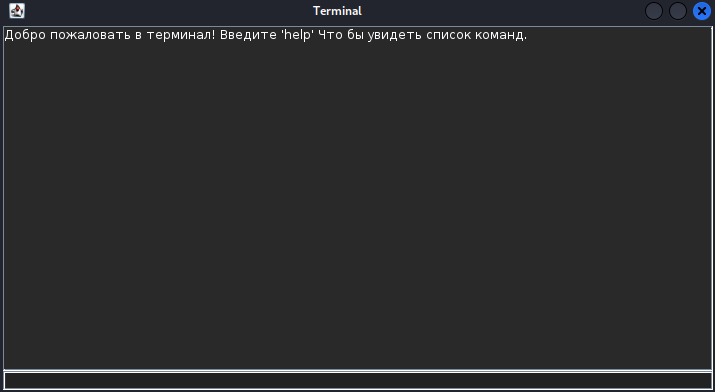 Terminal
Добро пожаловать в терминал! Введите 'help' Что бы увидеть список команд.